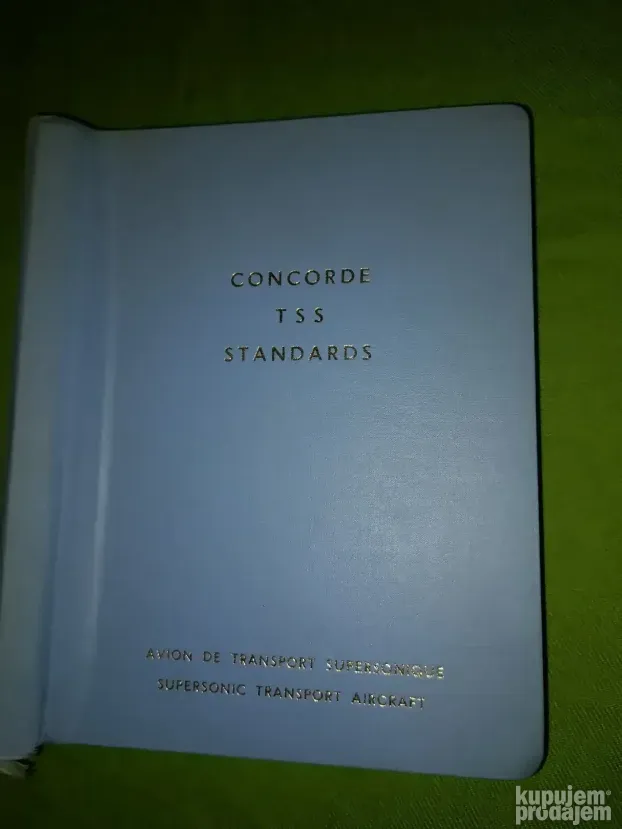 CONCORDE
TSS
STANDARDS
AVION DE TRANSPORT SUPERSONIQUE
SUPERSONIC TRANSPORT AIRCRAFT
kupujem
prodajem